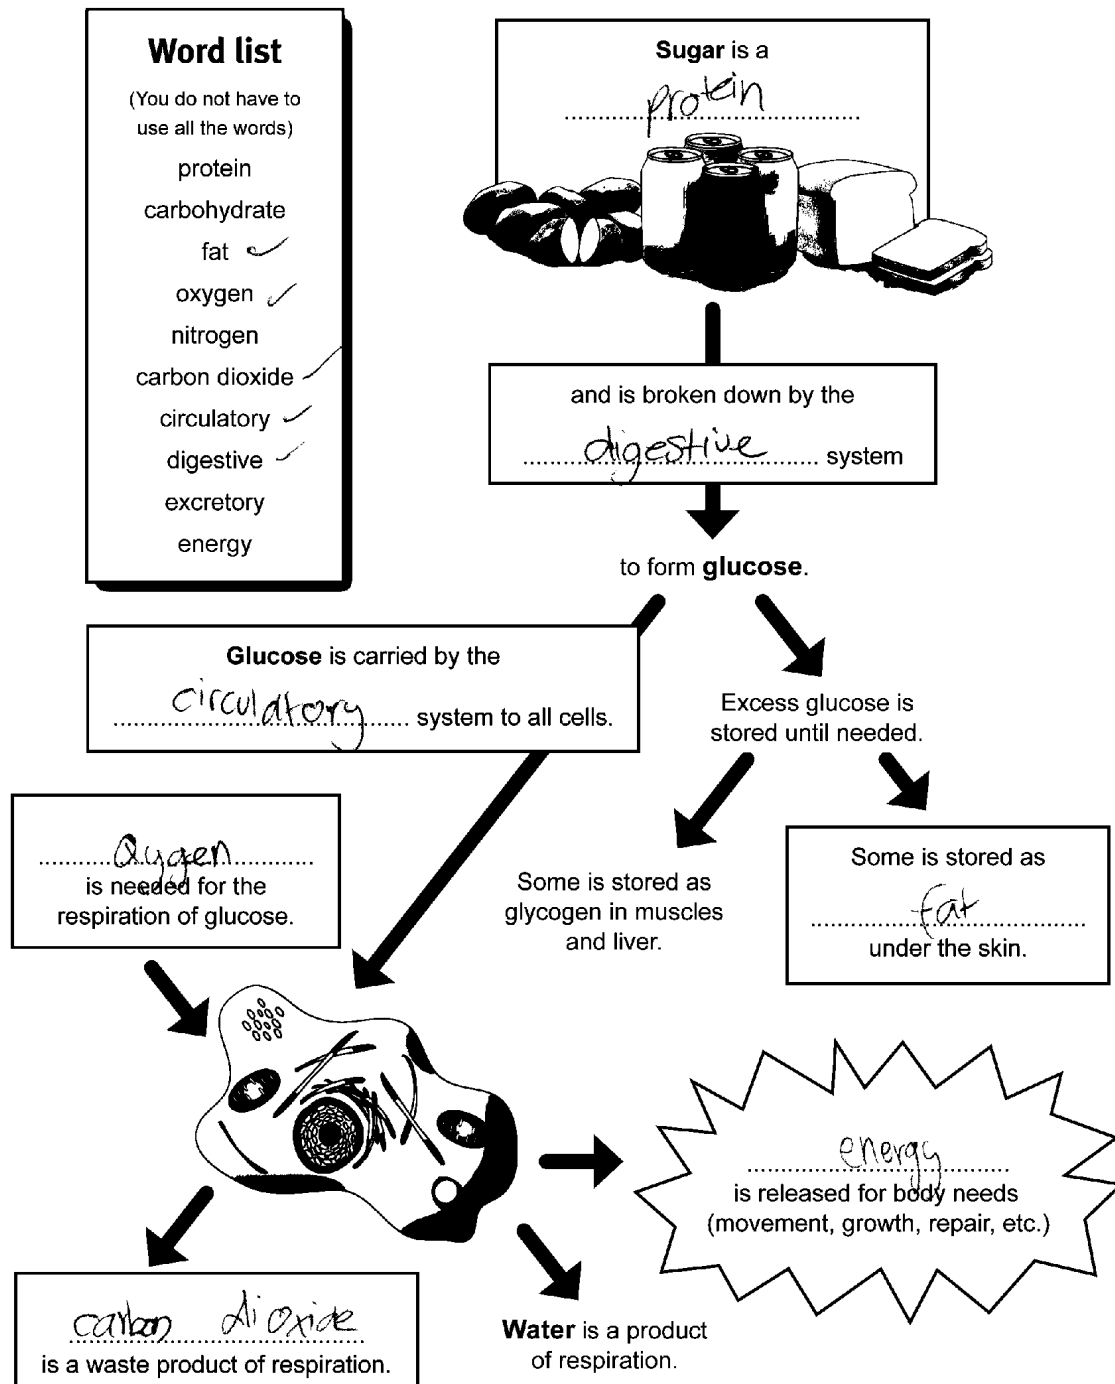 Word list
(You do not have to
use all the words)
protein
carbohydrate
fat
oxygen
nitrogen
carbon dioxide
circulatory
digestive
excretory
energy
Sugar is a
protein
and is broken down by the
digestive system
to form glucose.
Glucose is carried by the
circulatory system to all cells.
Excess glucose is
stored until needed.
Oxygen
is needed for the
respiration of glucose.
Some is stored as
glycogen in muscles
and liver.
Some is stored as
fat
under the skin.
energy
is released for body needs
(movement, growth, repair, etc.)
carbon dioxide
is a waste product of respiration.
Water is a product
of respiration.